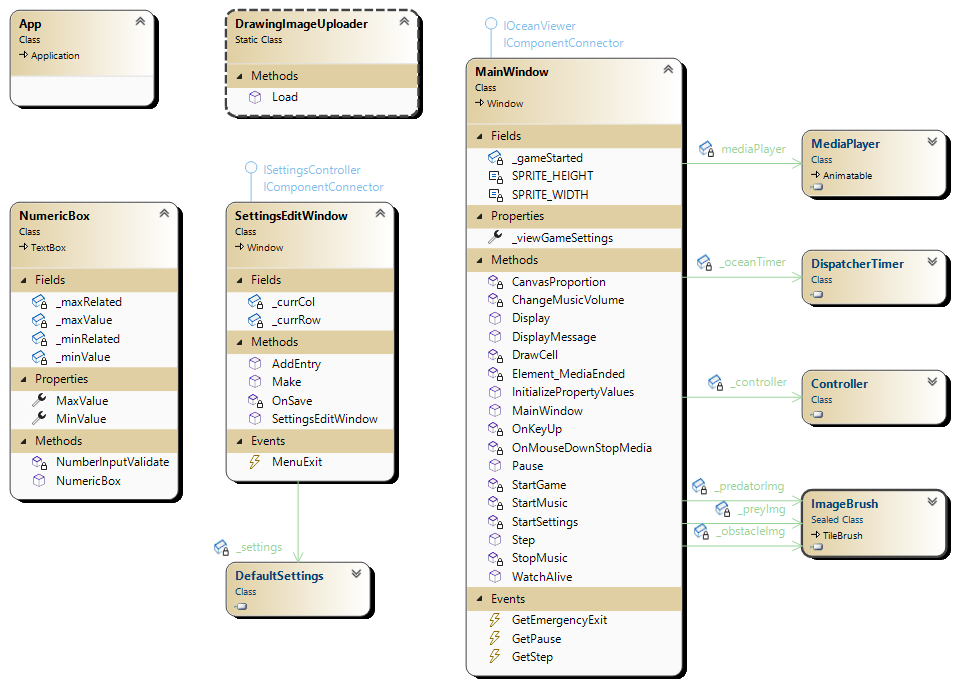 App
Class
Application
DrawingImageUploader
Static Class
Methods
Load
IOceanViewer
IComponentConnector
MainWindow
Class
Window
Fields
_gameStarted
SPRITE_HEIGHT
SPRITE_WIDTH
Properties
_viewGameSettings
Methods
CanvasProportion
ChangeMusicVolume
Display
DisplayMessage
DrawCell
Element_MediaEnded
InitializePropertyValues
MainWindow
OnKeyUp
OnMouseDownStopMedia
Pause
StartGame
StartMusic
StartSettings
Step
StopMusic
WatchAlive
Events
GetEmergencyExit
GetPause
GetStep
mediaPlayer
MediaPlayer
Class
Animatable
_oceanTimer
DispatcherTimer
Class
_controller
Controller
Class
_predatorImg
_preyImg
_obstacleImg
ImageBrush
Sealed Class
TileBrush
NumericBox
Class
TextBox
Fields
_maxRelated
_maxValue
_minRelated
_minValue
Properties
MaxValue
MinValue
Methods
NumberInputValidate
NumericBox
ISettingsController
IComponentConnector
SettingsEditWindow
Class
Window
Fields
_currCol
_currRow
Methods
AddEntry
Make
OnSave
SettingsEditWindow
Events
MenuExit
_settings
DefaultSettings
Class